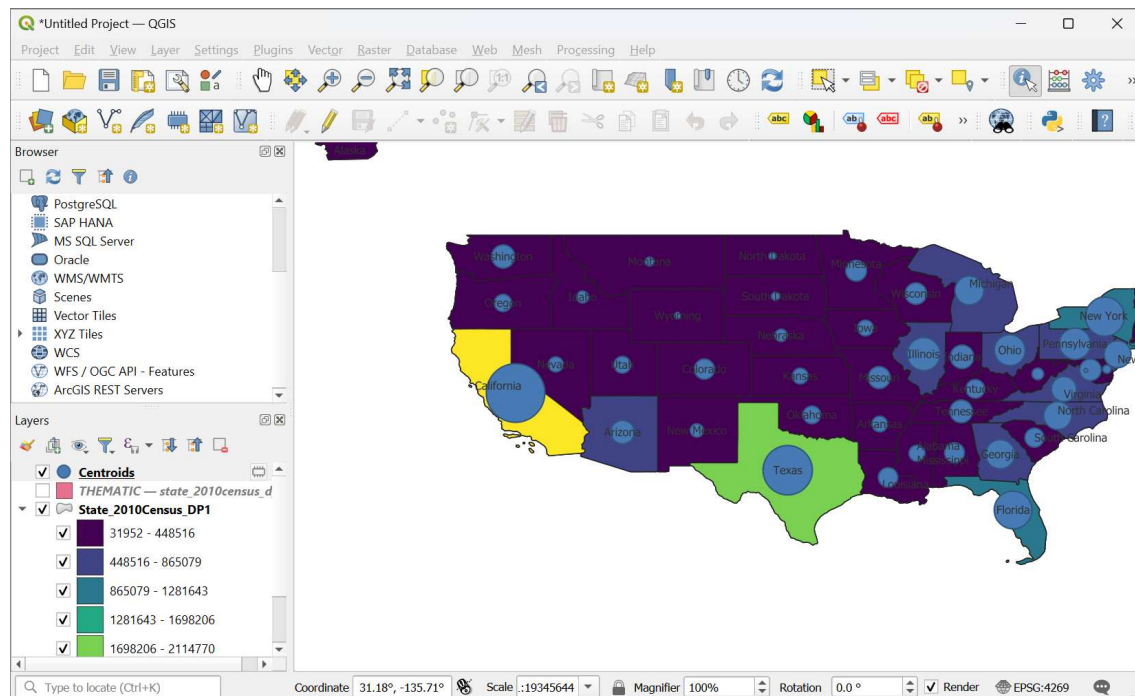 *Untitled Project — QGIS
Project Edit View Layer Settings Plugins Vector Raster Database Web Mesh Processing Help
Browser
PostgreSQL
SAP HANA
MS SQL Server
Oracle
WMS/WMTS
Scenes
Vector Tiles
XYZ Tiles
WCS
WFS / OGC API - Features
ArcGIS REST Servers
Layers
Centroids
THEMATIC — state_2010census_d
State_2010Census_DP1
31952 - 448516
448516 - 865079
865079 - 1281643
1281643 - 1698206
1698206 - 2114770
Alaska
Washington
Montana
North Dakota
Minnesota
Michigan
Oregon
Idaho
South Dakota
Wisconsin
Wyoming
New York
Nebraska
Iowa
Pennsylvania
California
Nevada
Utah
Colorado
Kansas
Missouri
Illinois
Indiana
Ohio
New
Kentucky
Virginia
Arizona
New Mexico
Oklahoma
Arkansas
Tennessee
North Carolina
South Carolina
Texas
Alabama
Mississippi
Georgia
Louisiana
Florida
Type to locate (Ctrl+K)
Coordinate 31.18°, -135.71° Scale .:19345644 Magnifier 100% Rotation 0.0 ° Render EPSG:4269